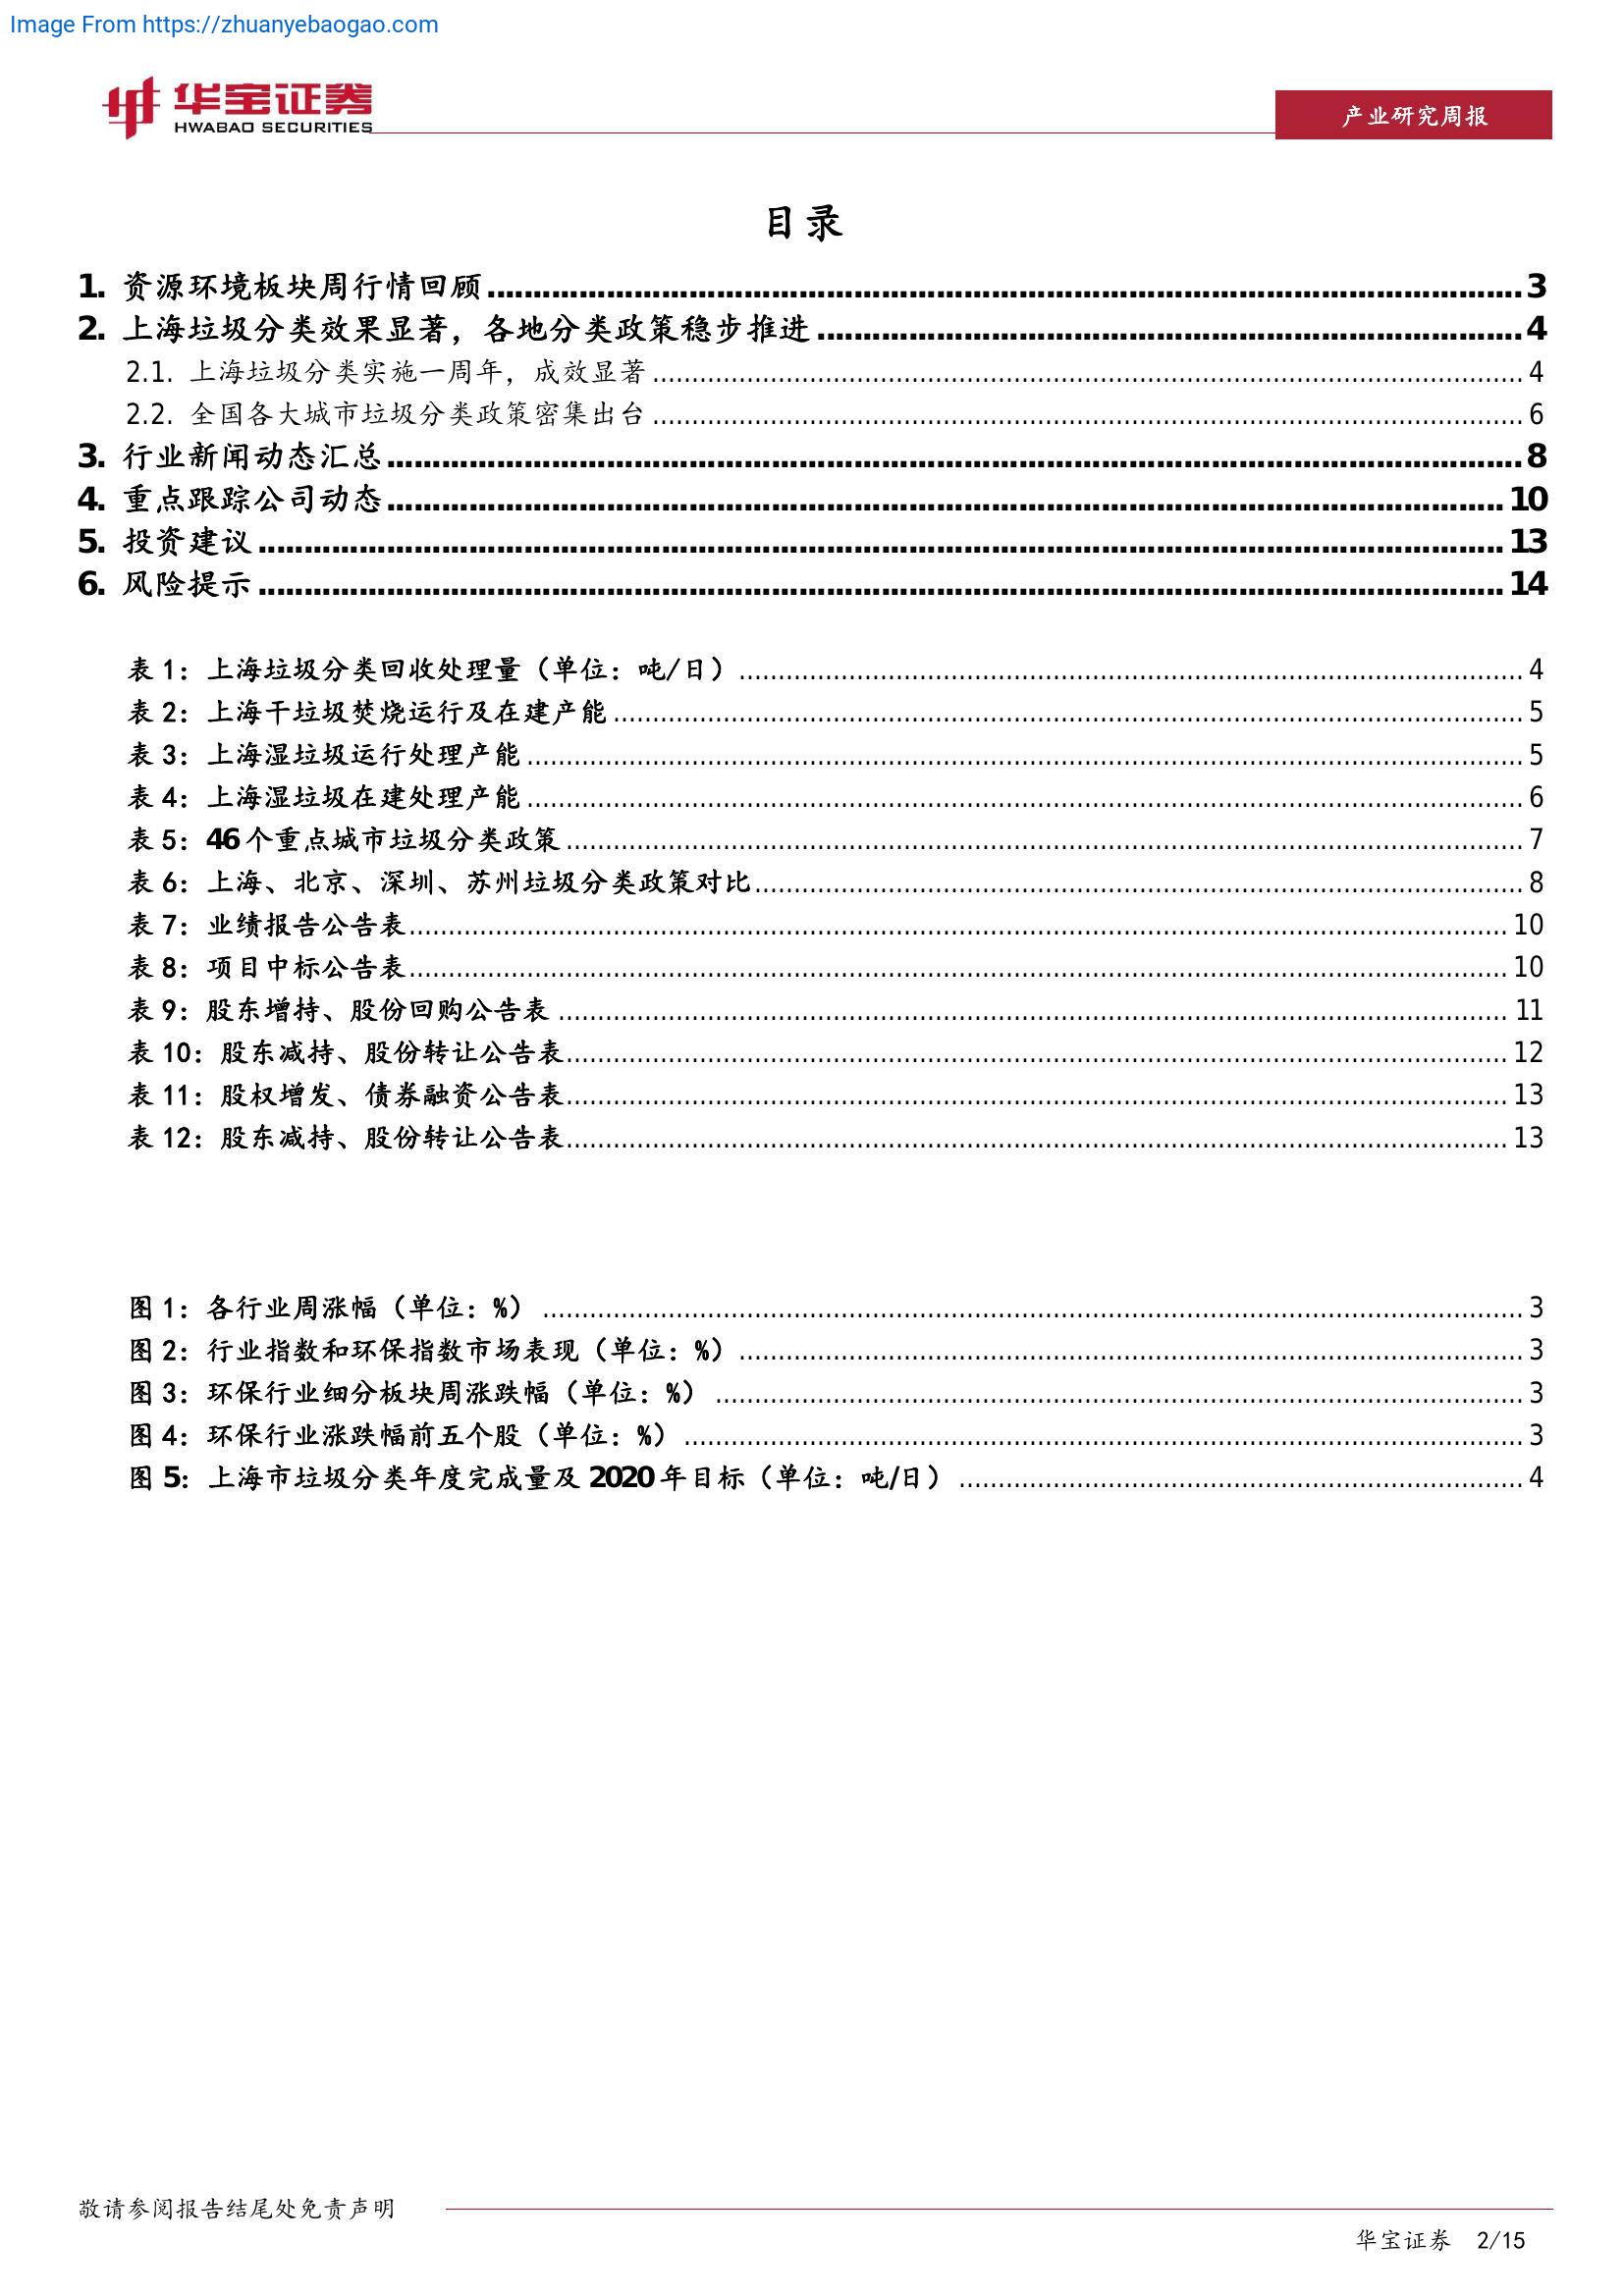 Image From https://zhuanyebaogao.com
华宝证券
HWABAO SECURITIES
产业研究周报
目录
1. 资源环境板块周行情回顾 3
2. 上海垃圾分类效果显著，各地分类政策稳步推进 4
2.1. 上海垃圾分类实施一周年，成效显著 4
2.2. 全国各大城市垃圾分类政策密集出台 6
3. 行业新闻动态汇总 8
4. 重点跟踪公司动态 10
5. 投资建议 13
6. 风险提示 14
表 1：上海垃圾分类回收处理量（单位：吨/日） 4
表 2：上海干垃圾焚烧运行及在建产能 5
表 3：上海湿垃圾运行处理产能 5
表 4：上海湿垃圾在建处理产能 6
表 5：46 个重点城市垃圾分类政策 7
表 6：上海、北京、深圳、苏州垃圾分类政策对比 8
表 7：业绩报告公告表 10
表 8：项目中标公告表 10
表 9：股东增持、股份回购公告表 11
表 10：股东减持、股份转让公告表 12
表 11：股权增发、债券融资公告表 13
表 12：股东减持、股份转让公告表 13
图 1：各行业周涨幅（单位：%） 3
图 2：行业指数和环保指数市场表现（单位：%） 3
图 3：环保行业细分板块周涨跌幅（单位：%） 3
图 4：环保行业涨跌幅前五个股（单位：%） 3
图 5：上海市垃圾分类年度完成量及 2020 年目标（单位：吨/日） 4
敬请参阅报告结尾处免责声明
华宝证券 2/15